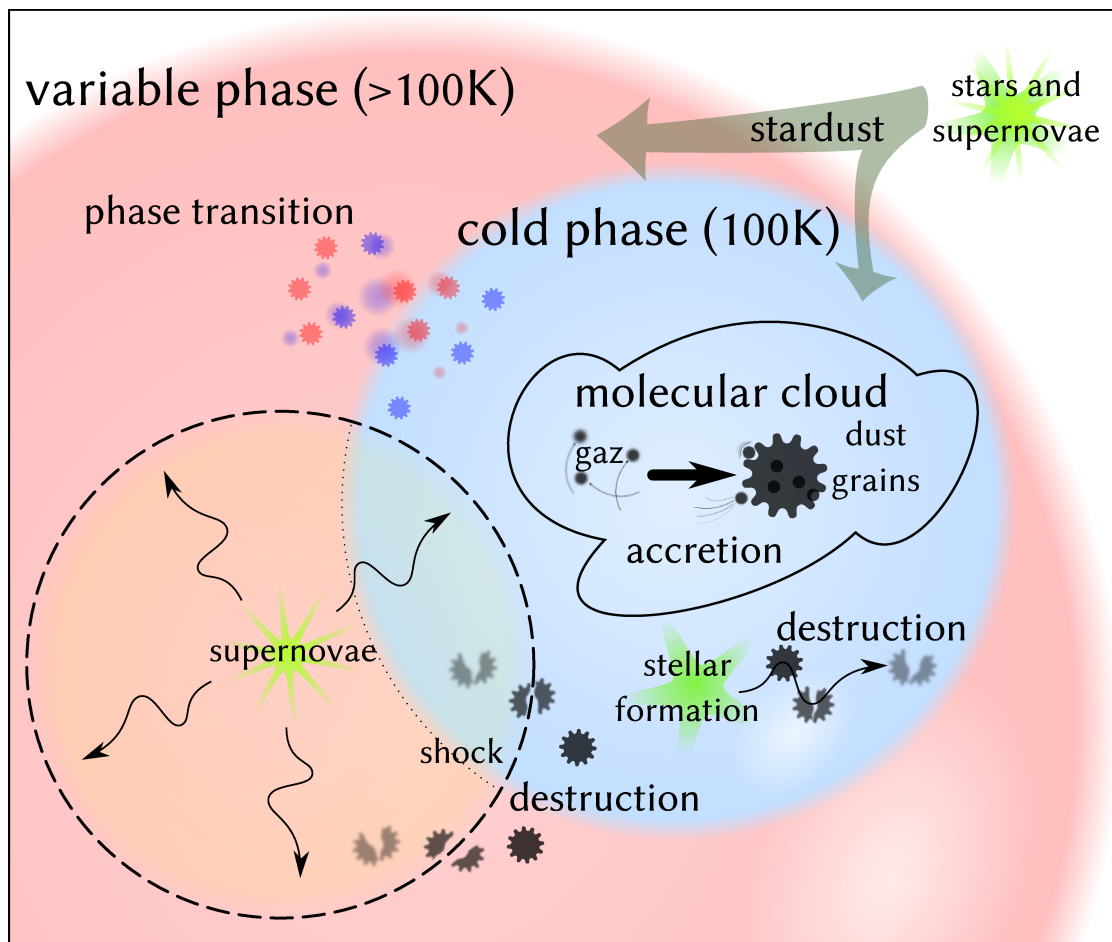 variable phase (>100K)
stars and
supernovae
stardust
phase transition
cold phase (100K)
molecular cloud
gaz
dust
grains
accretion
destruction
stellar
formation
supernovae
shock
destruction